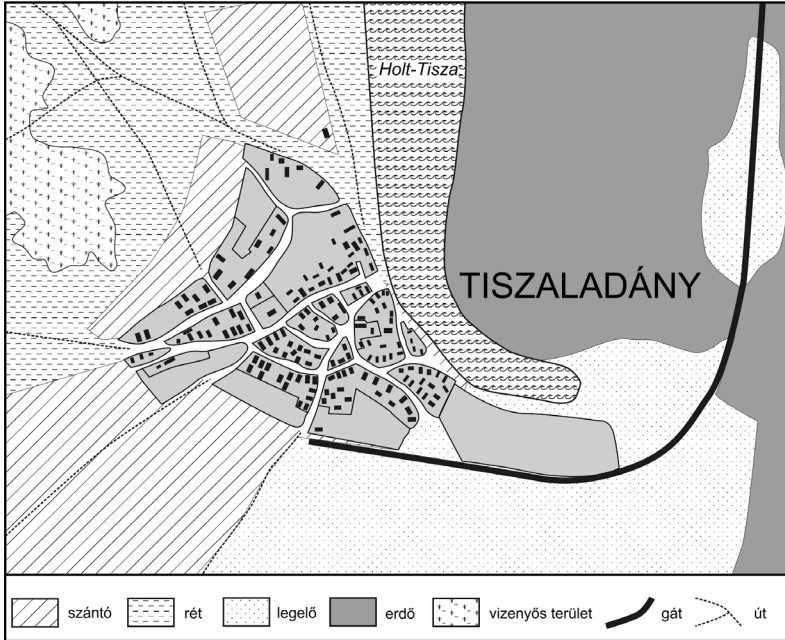 Holt-Tisza
TISZALADÁNY
szántó rét legelő erdő vizenyős terület gát út